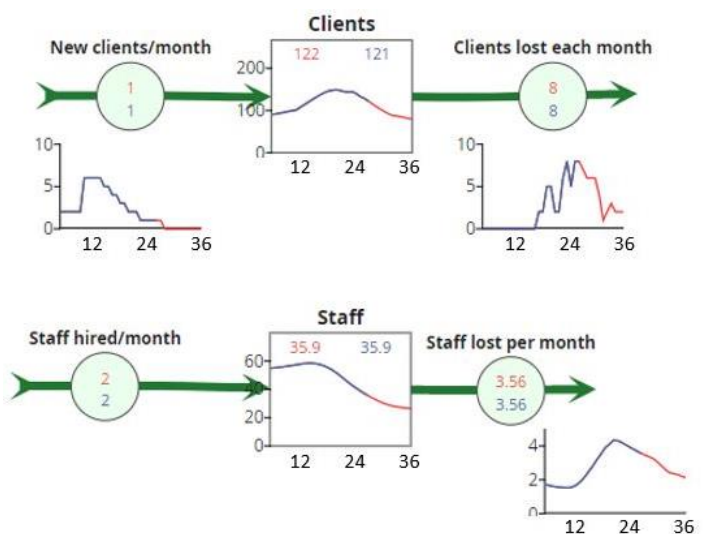 Clients
New clients/month
Clients lost each month
122 121
1
1
8
8
200
100
0
12 24 36
10
5
0
12 24 36
10
5
0
12 24 36
Staff
Staff hired/month
Staff lost per month
35.9 35.9
2
2
3.56
3.56
60
40
20
0
12 24 36
4
2
0
12 24 36